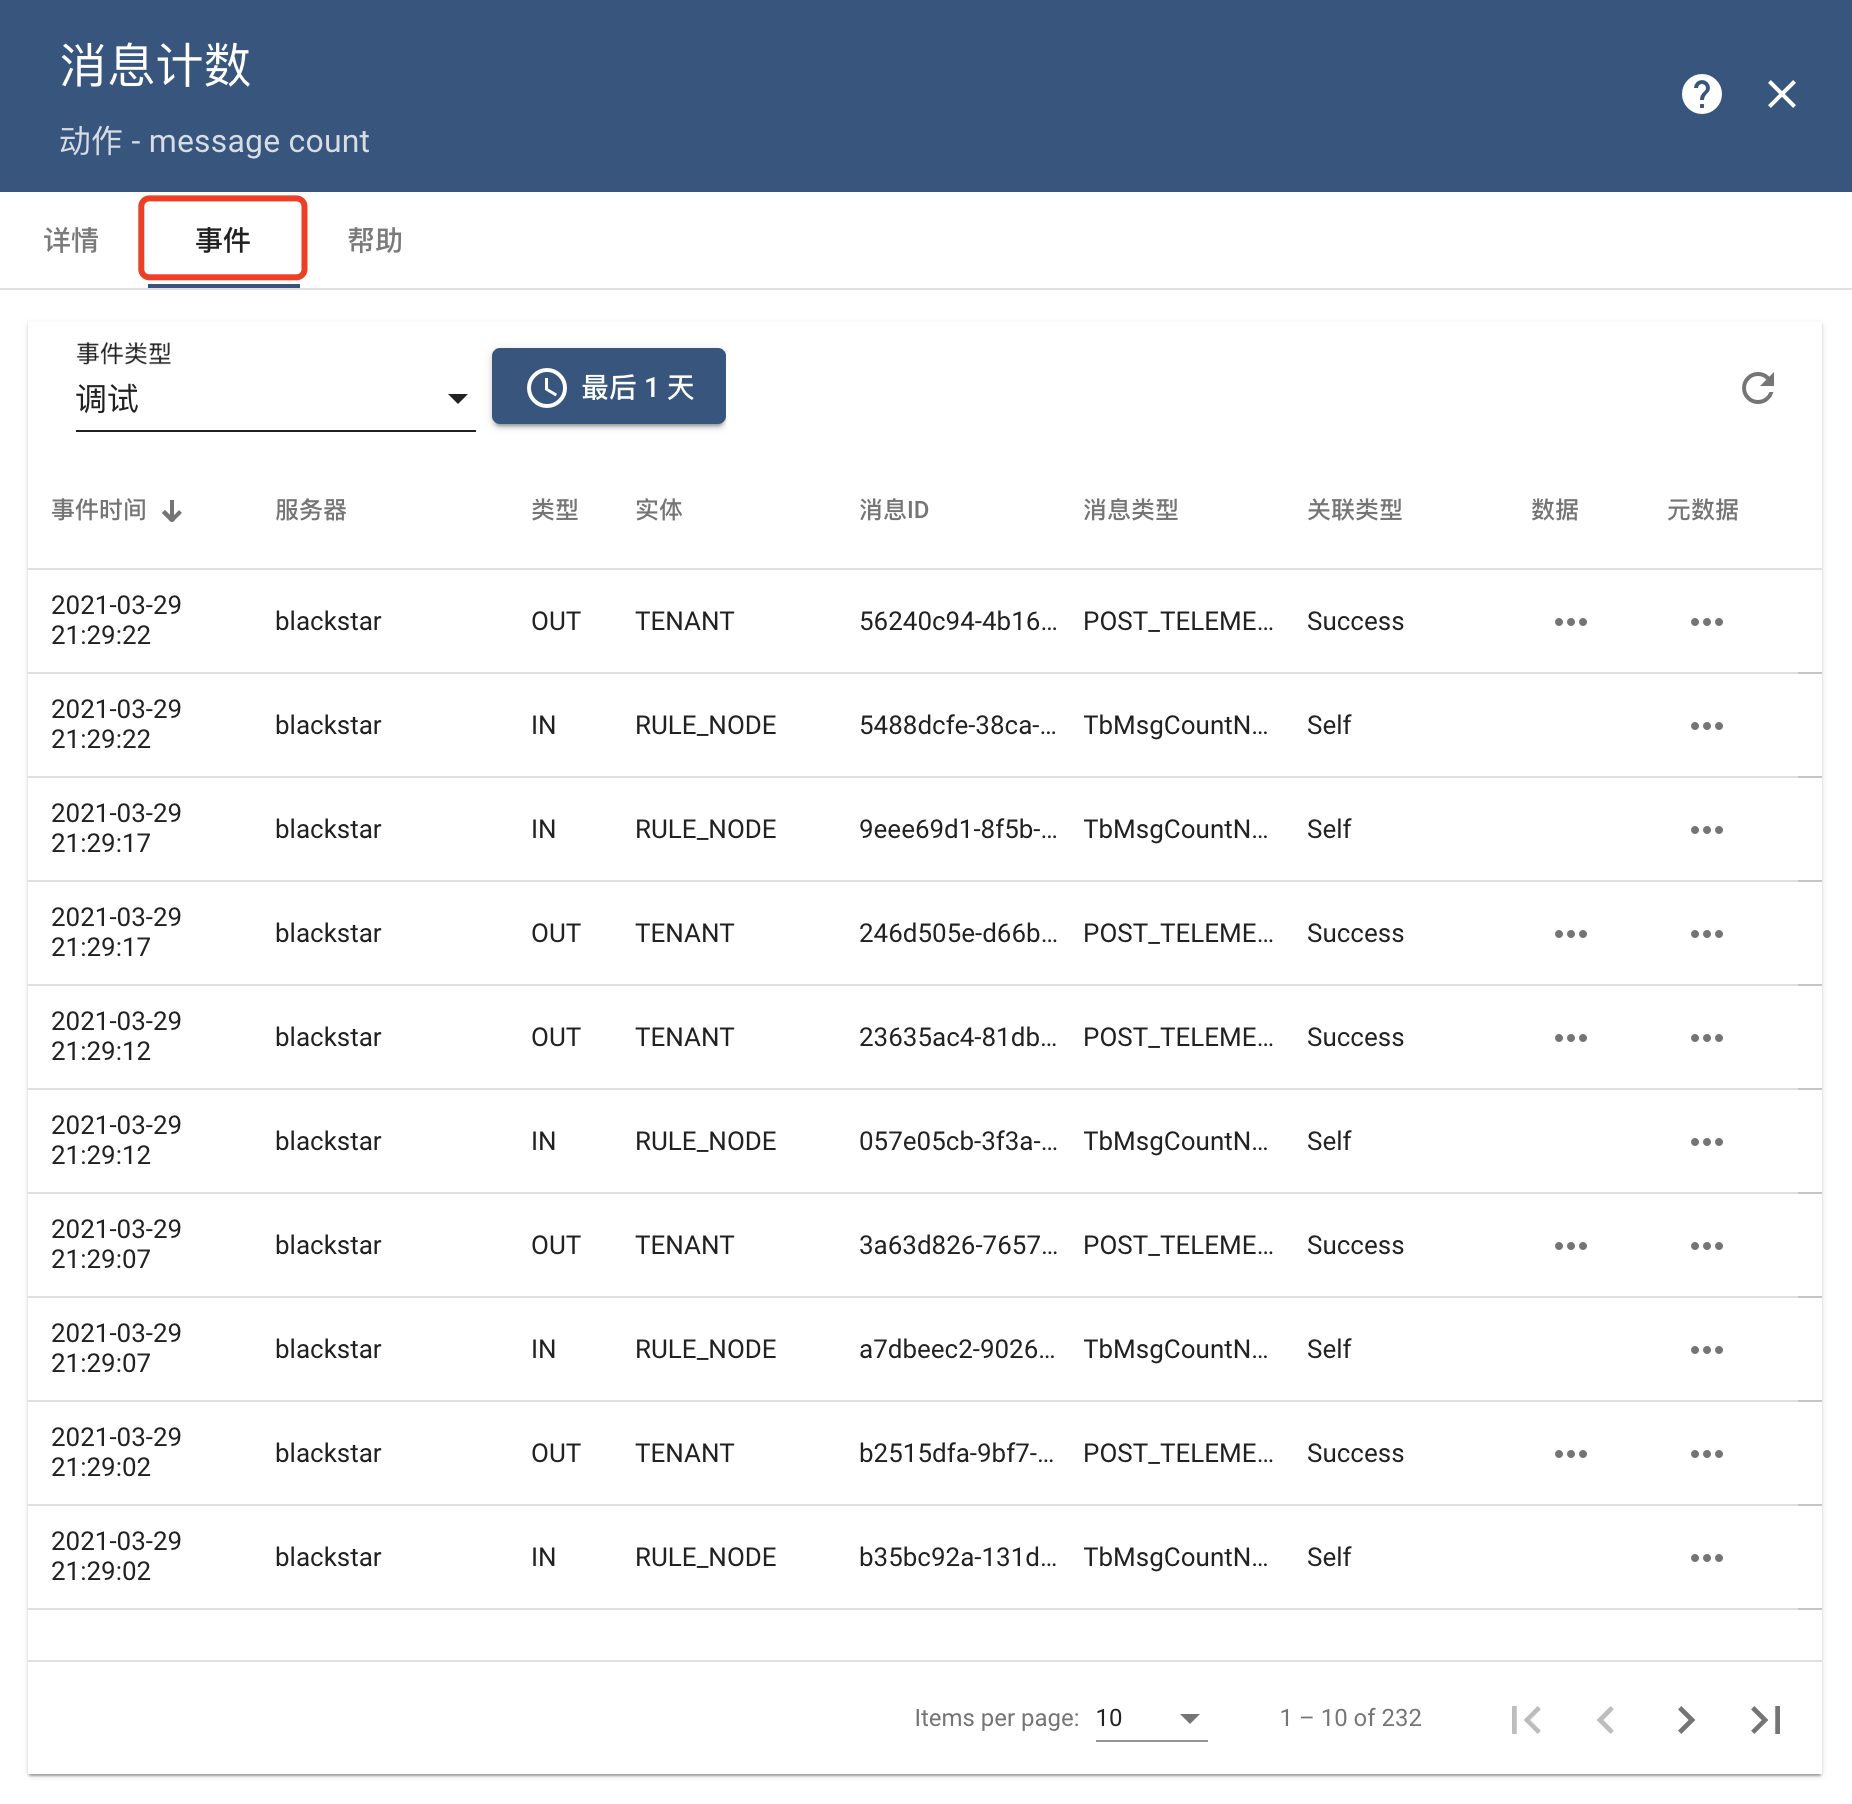 消息计数
动作 - message count
详情 事件 帮助
事件类型
调试
最后 1 天
事件时间 服务器 类型 实体 消息ID 消息类型 关联类型 数据 元数据
2021-03-29
21:29:22
blackstar OUT TENANT 56240c94-4b16... POST_TELEME... Success
2021-03-29
21:29:22
blackstar IN RULE_NODE 5488dcfe-38ca-... TbMsgCountN... Self
2021-03-29
21:29:17
blackstar IN RULE_NODE 9eee69d1-8f5b-... TbMsgCountN... Self
2021-03-29
21:29:17
blackstar OUT TENANT 246d505e-d66b... POST_TELEME... Success
2021-03-29
21:29:12
blackstar OUT TENANT 23635ac4-81db... POST_TELEME... Success
2021-03-29
21:29:12
blackstar IN RULE_NODE 057e05cb-3f3a-... TbMsgCountN... Self
2021-03-29
21:29:07
blackstar OUT TENANT 3a63d826-7657... POST_TELEME... Success
2021-03-29
21:29:07
blackstar IN RULE_NODE a7dbeec2-9026... TbMsgCountN... Self
2021-03-29
21:29:02
blackstar OUT TENANT b2515dfa-9bf7-... POST_TELEME... Success
2021-03-29
21:29:02
blackstar IN RULE_NODE b35bc92a-131d... TbMsgCountN... Self
Items per page: 10 1 – 10 of 232